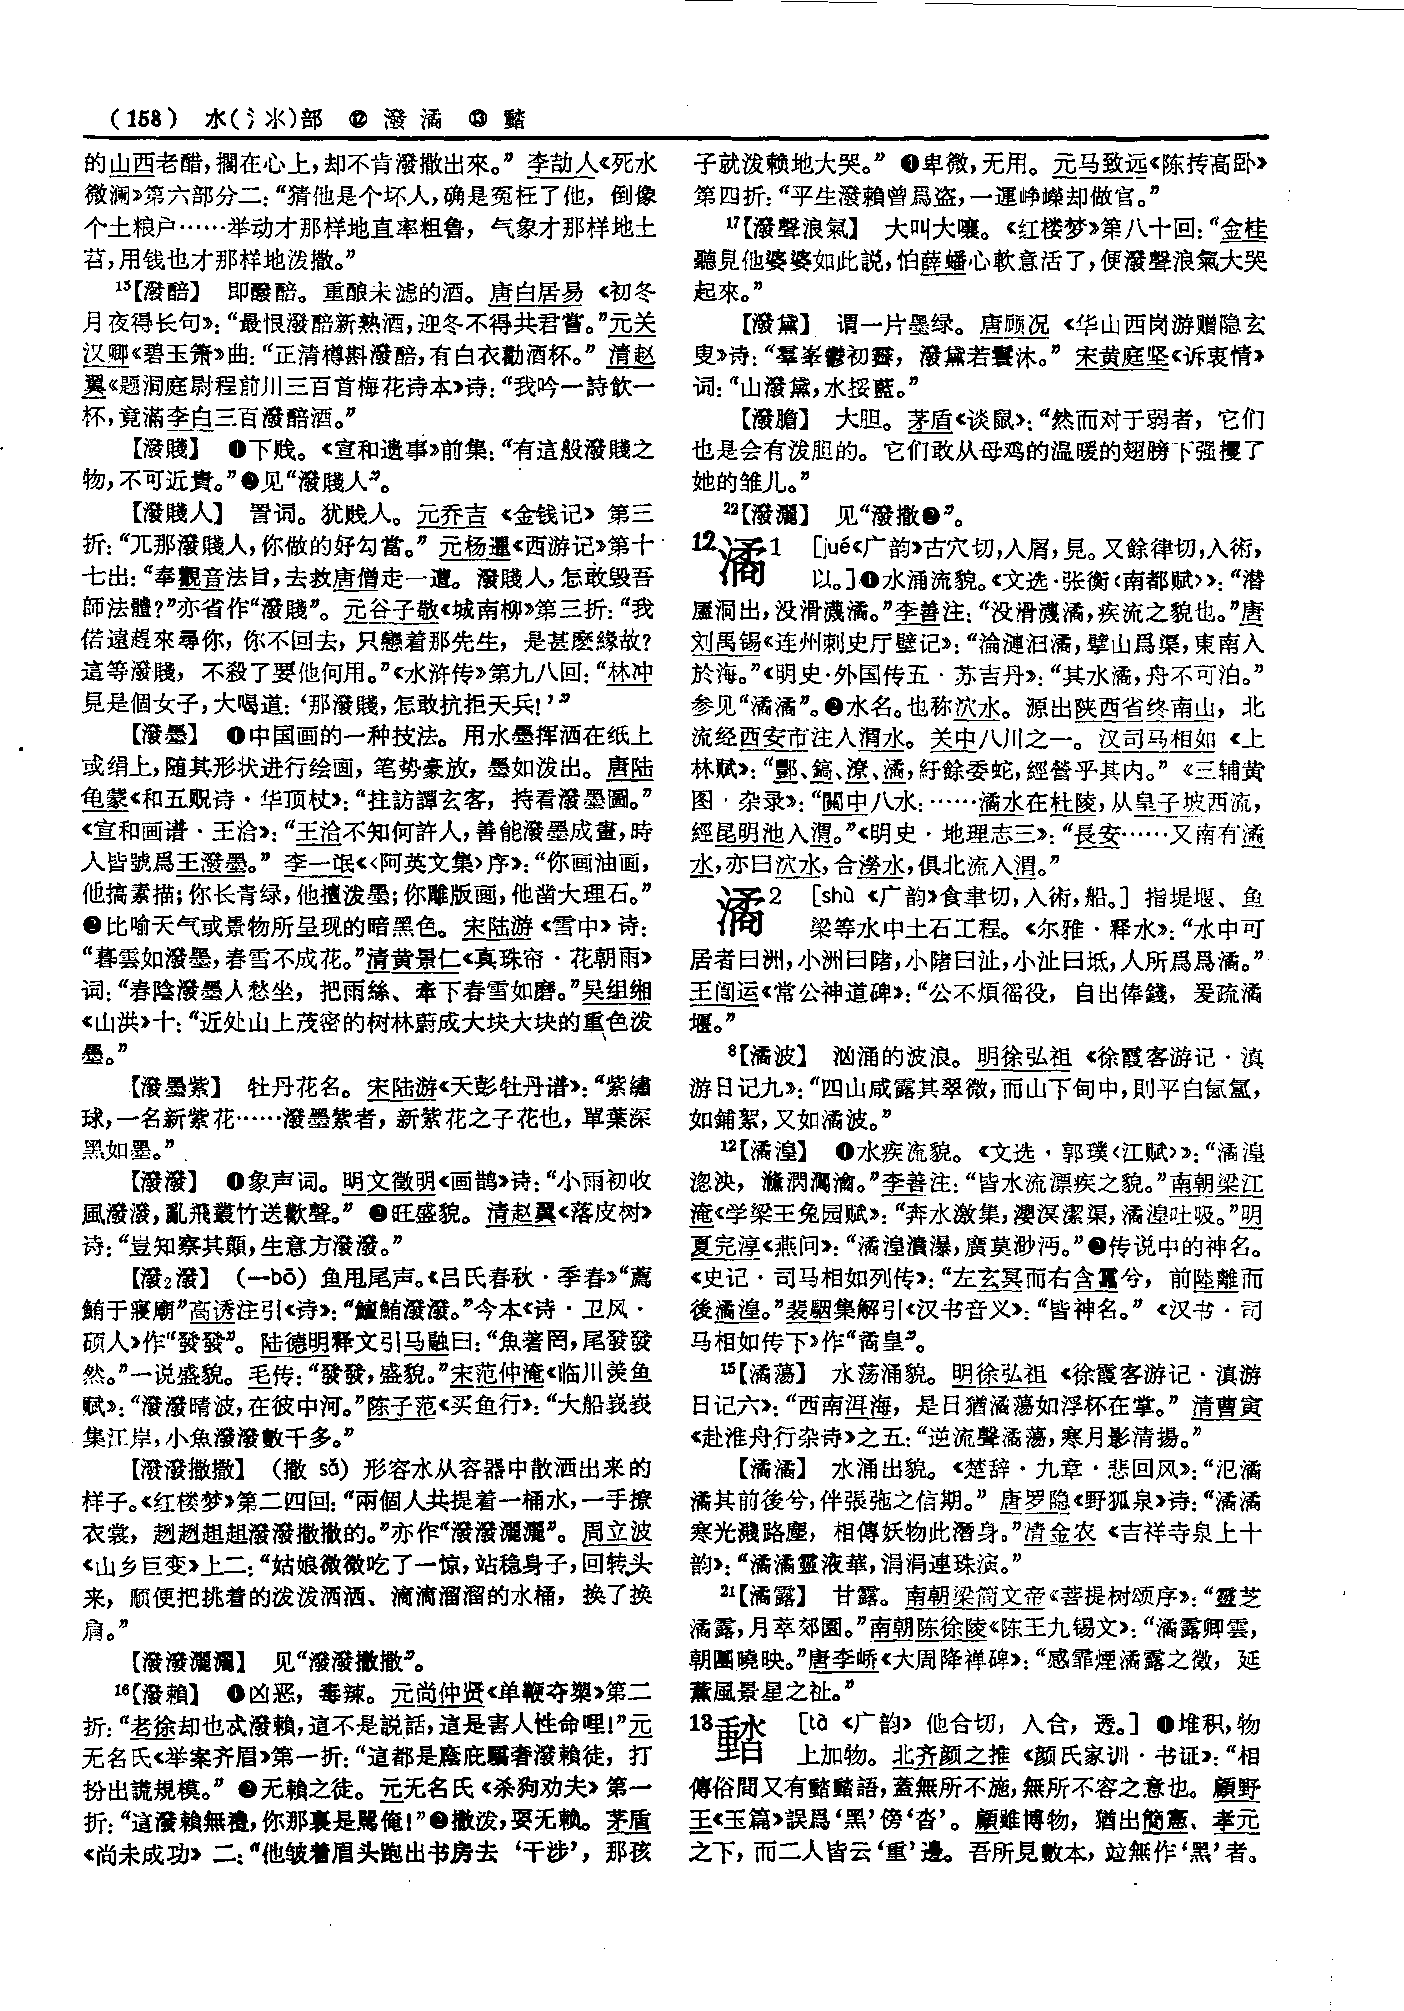 (158) 水(氵氺)部 ⑫ 潑 潏 ⑬ 䵬
的山西老醋,擱在心上,却不肯潑撒出來。”李劼人《死水
微澜》第六部分二:“猜他是个坏人,确是冤枉了他，倒像
个土粮户……举动才那样地直率粗鲁，气象才那样地土
苔,用钱也才那样地泼撒。”
¹³【潑醅】 即醱醅。重酿未滤的酒。唐白居易《初冬
月夜得长句》:“最恨潑醅新熟酒,迎冬不得共君嘗。”元关
汉卿《碧玉箫》曲:“正清樽斟潑醅,有白衣勸酒杯。”清赵
翼《题洞庭尉程前川三百首梅花诗本》诗:“我吟一詩飲一
杯,竟滿李白三百潑醅酒。”
【潑賤】 ❶下贱。《宣和遗事》前集:“有這般潑賤之
物,不可近貴。”❷见“潑賤人”。
【潑賤人】 詈词。犹贱人。元乔吉《金钱记》第三
折:“兀那潑賤人,你做的好勾當。”元杨暹《西游记》第十
七出:“奉觀音法旨,去救唐僧走一遭。潑賤人,怎敢毁吾
師法體?”亦省作“潑賤”。元谷子敬《城南柳》第三折:“我
偌遠趕來尋你，你不回去，只戀着那先生，是甚麽緣故?
這等潑賤，不殺了要他何用。”《水浒传》第九八回:“林冲
見是個女子,大喝道:‘那潑賤,怎敢抗拒天兵!’”
【潑墨】 ❶中国画的一种技法。用水墨挥洒在纸上
或绢上,随其形状进行绘画，笔势豪放，墨如泼出。唐陆
龟蒙《和五贶诗·华顶杖》:“拄訪譚玄客，持看潑墨圖。”
《宣和画谱·王洽》:“王洽不知何許人,善能潑墨成畫,時
人皆號爲王潑墨。”李一氓《〈阿英文集〉序》:“你画油画，
他搞素描;你长青绿,他擅泼墨;你雕版画,他凿大理石。”
❷比喻天气或景物所呈现的暗黑色。宋陆游《雪中》诗:
“暮雲如潑墨,春雪不成花。”清黄景仁《真珠帘·花朝雨》
词:“春陰潑墨人愁坐，把雨絲、牽下春雪如磨。”吴组缃
《山洪》十:“近处山上茂密的树林蔚成大块大块的重色泼
墨。”
【潑墨紫】 牡丹花名。宋陆游《天彭牡丹谱》:“紫繡
球,一名新紫花……潑墨紫者，新紫花之子花也，單葉深
黑如墨。”
【潑潑】 ❶象声词。明文徵明《画鹊》诗:“小雨初收
風潑潑,亂飛叢竹送歡聲。”❷旺盛貌。清赵翼《落皮树》
诗:“豈知察其顛,生意方潑潑。”
【潑₂潑】 (一bō) 鱼甩尾声。《吕氏春秋·季春》“薦
鮪于寢廟”高诱注引《诗》:“鱣鮪潑潑。”今本《诗·卫风·
硕人》作“發發”。陆德明释文引马融曰:“魚著罔,尾發發
然。”一说盛貌。毛传:“發發,盛貌。”宋范仲淹《临川羡鱼
赋》:“潑潑晴波,在彼中河。”陈子范《买鱼行》:“大船峩峩
集江岸,小魚潑潑數千多。”
【潑潑撒撒】 (撒 sǎ) 形容水从容器中散洒出来的
样子。《红楼梦》第二四回:“兩個人共提着一桶水,一手撩
衣裳，趔趔趄趄潑潑撒撒的。”亦作“潑潑灑灑”。周立波
《山乡巨变》上二:“姑娘微微吃了一惊,站稳身子,回转头
来，顺便把挑着的泼泼洒洒、滴滴溜溜的水桶，换了换
肩。”
【潑潑灑灑】 见“潑潑撒撒”。
¹⁶【潑賴】 ❶凶恶，毒辣。元尚仲贤《单鞭夺槊》第二
折:“老徐却也忒潑賴,這不是説話,這是害人性命哩!”元
无名氏《举案齐眉》第一折:“這都是廕庇驕奢潑賴徒，打
扮出謊規模。”❷无賴之徒。元无名氏《杀狗劝夫》第一
折:“這潑賴無禮,你那裏是駡俺!”❸撒泼,耍无赖。茅盾
《尚未成功》二:“他皱着眉头跑出书房去‘干涉’，那孩
子就泼赖地大哭。”❹卑微,无用。元马致远《陈抟高卧》
第四折:“平生潑賴曾爲盗,一運崢嶸却做官。”
¹⁷【潑聲浪氣】 大叫大嚷。《红楼梦》第八十回:“金桂
聽見他婆婆如此説,怕薛蟠心軟意活了,便潑聲浪氣大哭
起來。”
【潑黛】 谓一片墨绿。唐顾况《华山西岗游赠隐玄
叟》诗:“羣峯鬱初霽，潑黛若鬟沐。”宋黄庭坚《诉衷情》
词:“山潑黛,水挼藍。”
【潑膽】 大胆。茅盾《谈鼠》:“然而对于弱者，它们
也是会有泼胆的。它们敢从母鸡的温暖的翅膀下强攫了
她的雏儿。”
²²【潑灑】 见“潑撒❷”。
12潏1 [jué《广韵》古穴切,入屑,見。又餘律切,入術，
以。]❶水涌流貌。《文选·张衡〈南都赋〉》:“潜
廅洞出,没滑瀎潏。”李善注:“没滑瀎潏,疾流之貌也。”唐
刘禹锡《连州刺史厅壁记》:“淪漣汩潏,擘山爲渠,東南入
於海。”《明史·外国传五·苏吉丹》:“其水潏,舟不可泊。”
参见“潏潏”。❷水名。也称泬水。源出陕西省终南山，北
流经西安市注入渭水。关中八川之一。汉司马相如《上
林赋》:“酆、鎬、潦、潏,紆餘委蛇,經營乎其内。”《三辅黄
图·杂录》:“關中八水:……潏水在杜陵,从皇子坡西流，
經昆明池入渭。”《明史·地理志三》:“長安……又南有潏
水,亦曰泬水,合滂水,俱北流入渭。”
潏2 [shù《广韵》食聿切,入術,船。] 指堤堰、鱼
梁等水中土石工程。《尔雅·释水》:“水中可
居者曰洲,小洲曰陼,小陼曰沚,小沚曰坻,人所爲爲潏。”
王闿运《常公神道碑》:“公不煩徭役，自出俸錢，爰疏潏
堰。”
⁸【潏波】 汹涌的波浪。明徐弘祖《徐霞客游记·滇
游日记九》:“四山咸露其翠微,而山下甸中,則平白氤氲，
如鋪絮,又如潏波。”
¹²【潏湟】 ❶水疾流貌。《文选·郭璞〈江赋〉》:“潏湟
淴泱，滫潤瀾淪。”李善注:“皆水流漂疾之貌。”南朝梁江
淹《学梁王兔园赋》:“奔水激集,瀴溟潔渠,潏湟吐吸。”明
夏完淳《燕问》:“潏湟濆瀑,廣莫渺沔。”❷传说中的神名。
《史记·司马相如列传》:“左玄冥而右含靁兮，前陸離而
後潏湟。”裴駰集解引《汉书音义》:“皆神名。”《汉书·司
马相如传下》作“矞皇”。
¹⁵【潏蕩】 水荡涌貌。明徐弘祖《徐霞客游记·滇游
日记六》:“西南洱海，是日猶潏蕩如浮杯在掌。”清曹寅
《赴淮舟行杂诗》之五:“逆流聲潏蕩,寒月影清揚。”
【潏潏】 水涌出貌。《楚辞·九章·悲回风》:“氾潏
潏其前後兮,伴張弛之信期。”唐罗隐《野狐泉》诗:“潏潏
寒光濺路塵，相傳妖物此潛身。”清金农《吉祥寺泉上十
韵》:“潏潏靈液華,涓涓連珠演。”
²¹【潏露】 甘露。南朝梁简文帝《菩提树颂序》:“靈芝
潏露,月萃郊園。”南朝陈徐陵《陈王九锡文》:“潏露卿雲，
朝團曉映。”唐李峤《大周降禅碑》:“感霏煙潏露之徵，延
薰風景星之祉。”
13䵬 [tà《广韵》他合切，入合，透。] ❶堆积,物
上加物。北齐颜之推《颜氏家训·书证》:“相
傳俗間又有䵬䵬語,蓋無所不施,無所不容之意也。顧野
王《玉篇》誤爲‘黑’傍‘沓’。顧雖博物，猶出簡憲、孝元
之下，而二人皆云‘重’邊。吾所見數本，竝無作‘黑’者。